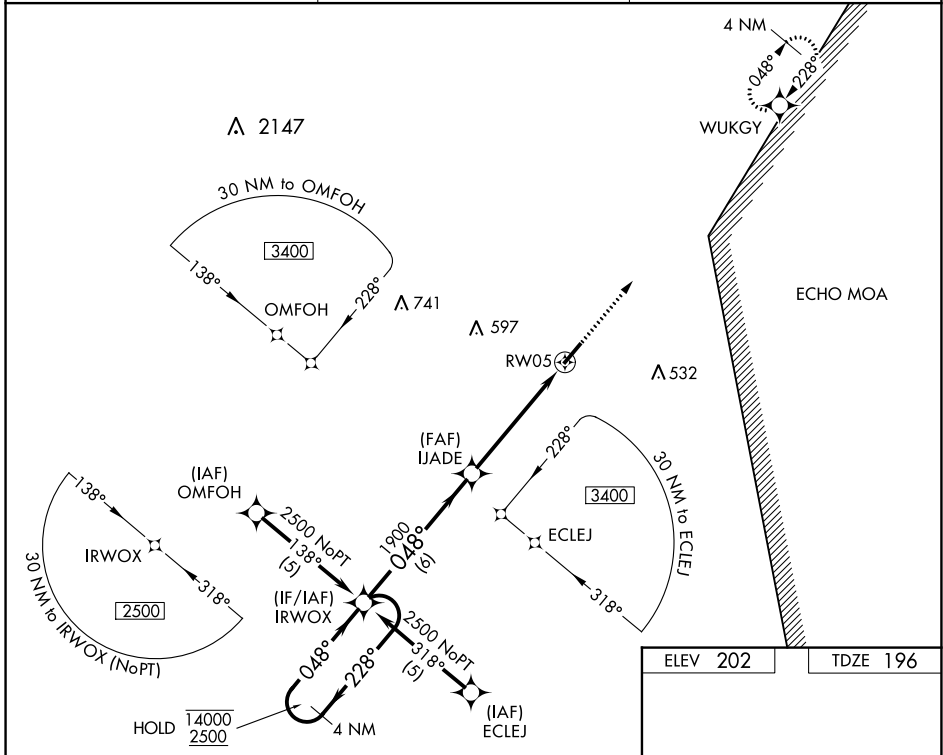 4 NM
048°
228°
WUKGY
2147
30 NM to OMFOH
3400
138°
228°
OMFOH
741
597
ECHO MOA
RW05
532
(FAF)
IJADE
228°
30 NM to ECLEJ
3400
ECLEJ
318°
(IAF)
OMFOH
138°
IRWOX
318°
2500
30 NM to IRWOX (NoPT)
2500 NoPT
138°
(5)
1900
048°
(6)
(IF/IAF)
IRWOX
2500 NoPT
318°
(5)
048°
228°
HOLD 14000
2500
4 NM
(IAF)
ECLEJ
ELEV 202 TDZE 196